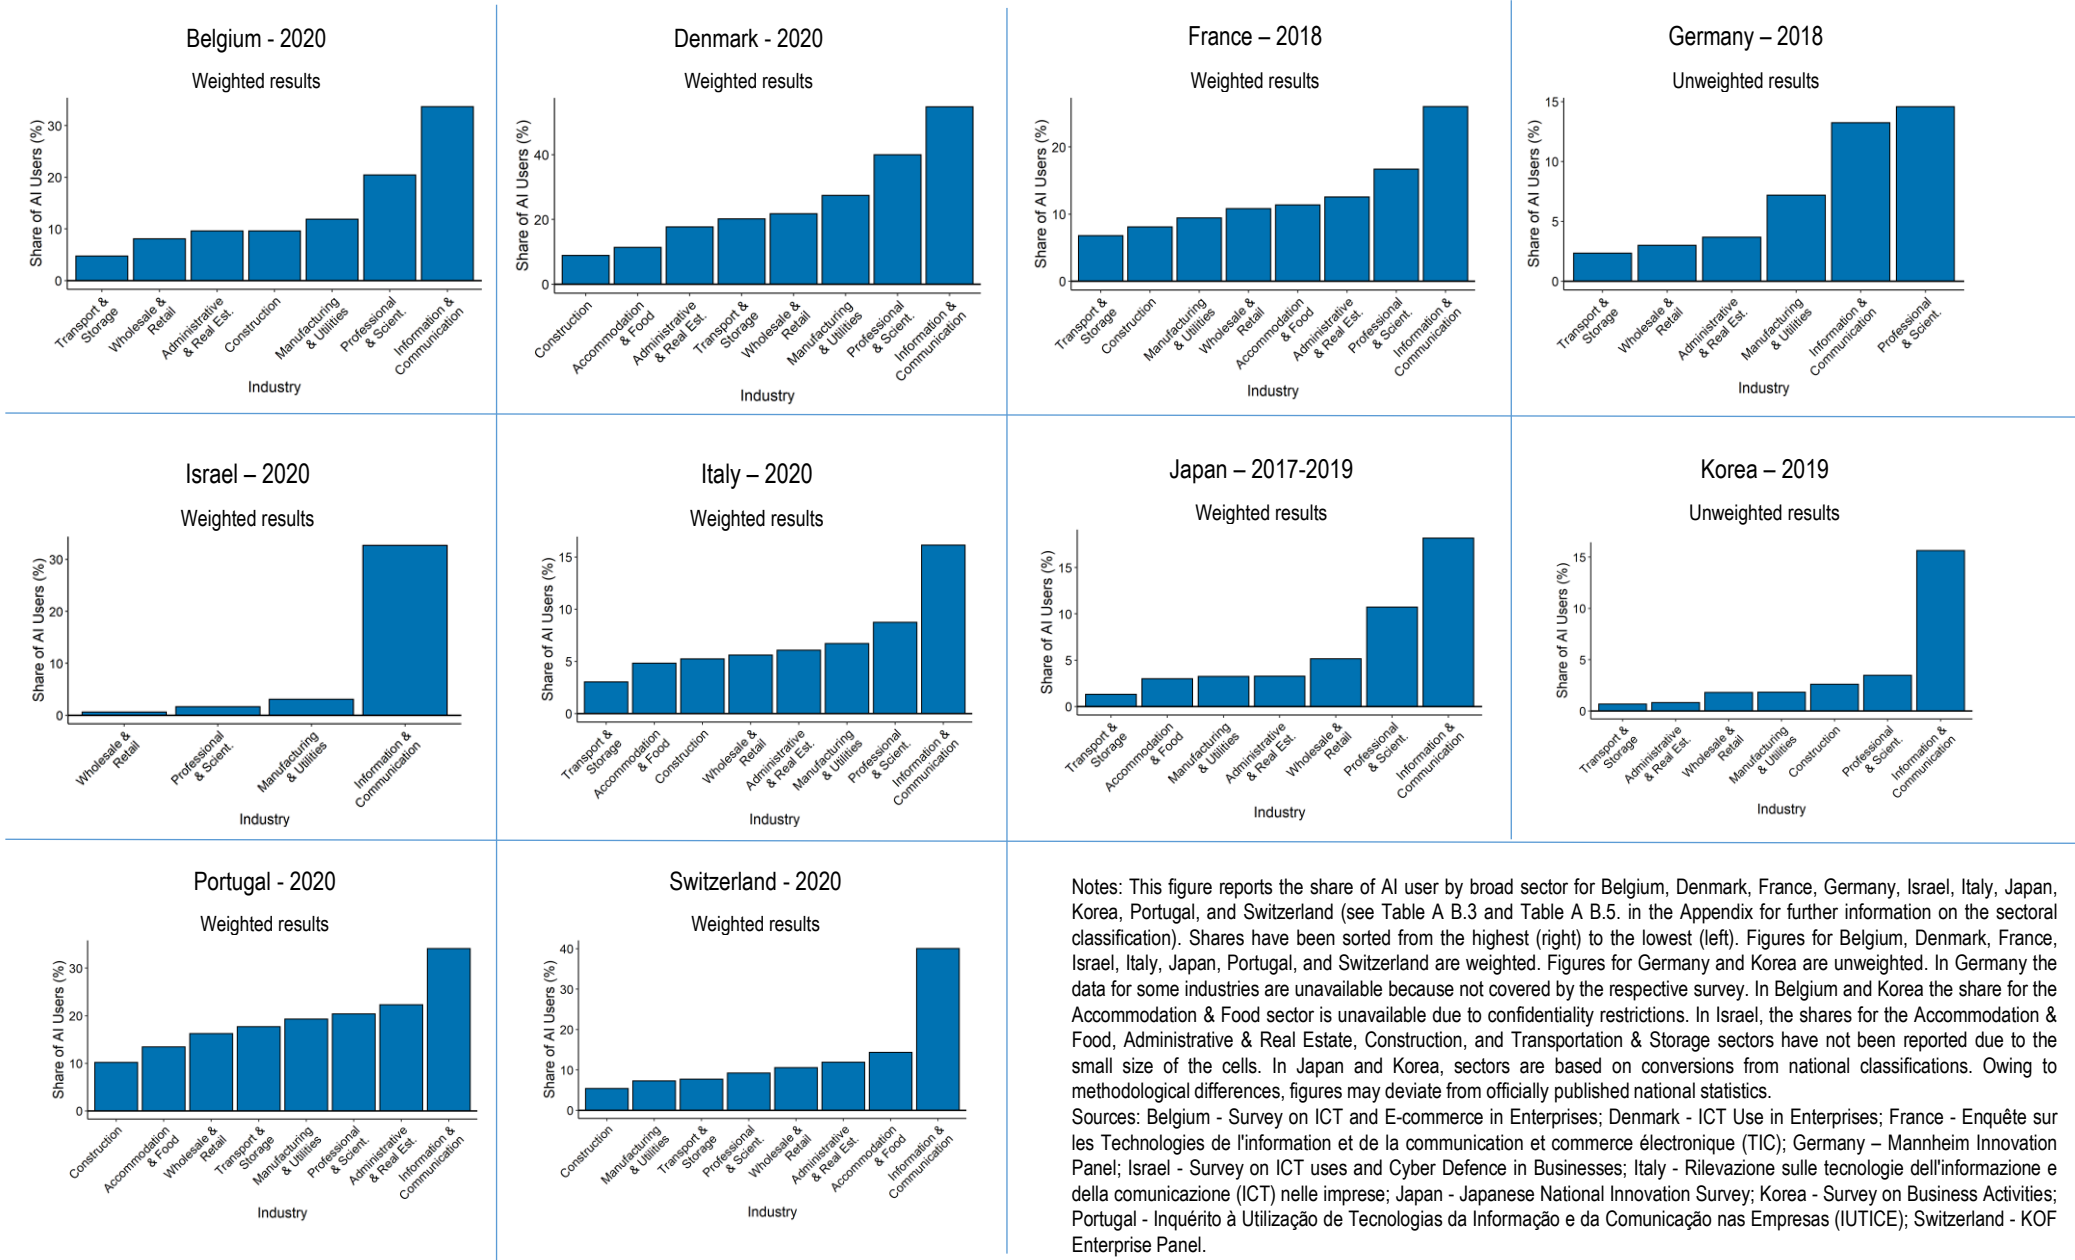 Belgium - 2020
Weighted results
Share of AI Users (%)
30
20
10
0
Transport &
Storage
Wholesale &
Retail
Administrative
& Real Est.
Construction
Manufacturing
& Utilities
Professional
& Scient.
Information &
Communication
Industry
Denmark - 2020
Weighted results
Share of AI Users (%)
40
20
0
Construction
Accommodation
& Food
Administrative
& Real Est.
Transport &
Storage
Wholesale &
Retail
Manufacturing
& Utilities
Professional
& Scient.
Information &
Communication
Industry
France – 2018
Weighted results
Share of AI Users (%)
20
10
0
Transport &
Storage
Construction
Manufacturing
& Utilities
Wholesale &
Retail
Accommodation
& Food
Administrative
& Real Est.
Professional
& Scient.
Information &
Communication
Industry
Germany – 2018
Unweighted results
Share of AI Users (%)
15
10
5
0
Transport &
Storage
Wholesale &
Retail
Administrative
& Real Est.
Manufacturing
& Utilities
Information &
Communication
Professional
& Scient.
Industry
Israel – 2020
Weighted results
Share of AI Users (%)
30
20
10
0
Wholesale &
Retail
Professional
& Scient.
Manufacturing
& Utilities
Information &
Communication
Industry
Italy – 2020
Weighted results
Share of AI Users (%)
15
10
5
0
Transport &
Storage
Accommodation
& Food
Construction
Wholesale &
Retail
Administrative
& Real Est.
Manufacturing
& Utilities
Professional
& Scient.
Information &
Communication
Industry
Japan – 2017-2019
Weighted results
Share of AI Users (%)
15
10
5
0
Transport &
Storage
Accommodation
& Food
Manufacturing
& Utilities
Administrative
& Real Est.
Wholesale &
Retail
Professional
& Scient.
Information &
Communication
Industry
Korea – 2019
Unweighted results
Share of AI Users (%)
15
10
5
0
Transport &
Storage
Administrative
& Real Est.
Wholesale &
Retail
Manufacturing
& Utilities
Construction
Professional
& Scient.
Information &
Communication
Industry
Portugal - 2020
Weighted results
Share of AI Users (%)
30
20
10
0
Construction
Accommodation
& Food
Wholesale &
Retail
Transport &
Storage
Manufacturing
& Utilities
Professional
& Scient.
Administrative
& Real Est.
Information &
Communication
Industry
Switzerland - 2020
Weighted results
Share of AI Users (%)
40
30
20
10
0
Construction
Manufacturing
& Utilities
Transport &
Storage
Professional
& Scient.
Wholesale &
Retail
Administrative
& Real Est.
Accommodation
& Food
Information &
Communication
Industry
Notes: This figure reports the share of AI user by broad sector for Belgium, Denmark, France, Germany, Israel, Italy, Japan,
Korea, Portugal, and Switzerland (see Table A B.3 and Table A B.5. in the Appendix for further information on the sectoral
classification). Shares have been sorted from the highest (right) to the lowest (left). Figures for Belgium, Denmark, France,
Israel, Italy, Japan, Portugal, and Switzerland are weighted. Figures for Germany and Korea are unweighted. In Germany the
data for some industries are unavailable because not covered by the respective survey. In Belgium and Korea the share for the
Accommodation & Food sector is unavailable due to confidentiality restrictions. In Israel, the shares for the Accommodation &
Food, Administrative & Real Estate, Construction, and Transportation & Storage sectors have not been reported due to the
small size of the cells. In Japan and Korea, sectors are based on conversions from national classifications. Owing to
methodological differences, figures may deviate from officially published national statistics.
Sources: Belgium - Survey on ICT and E-commerce in Enterprises; Denmark - ICT Use in Enterprises; France - Enquête sur
les Technologies de l'information et de la communication et commerce électronique (TIC); Germany – Mannheim Innovation
Panel; Israel - Survey on ICT uses and Cyber Defence in Businesses; Italy - Rilevazione sulle tecnologie dell'informazione e
della comunicazione (ICT) nelle imprese; Japan - Japanese National Innovation Survey; Korea - Survey on Business Activities;
Portugal - Inquérito à Utilização de Tecnologias da Informação e da Comunicação nas Empresas (IUTICE); Switzerland - KOF
Enterprise Panel.